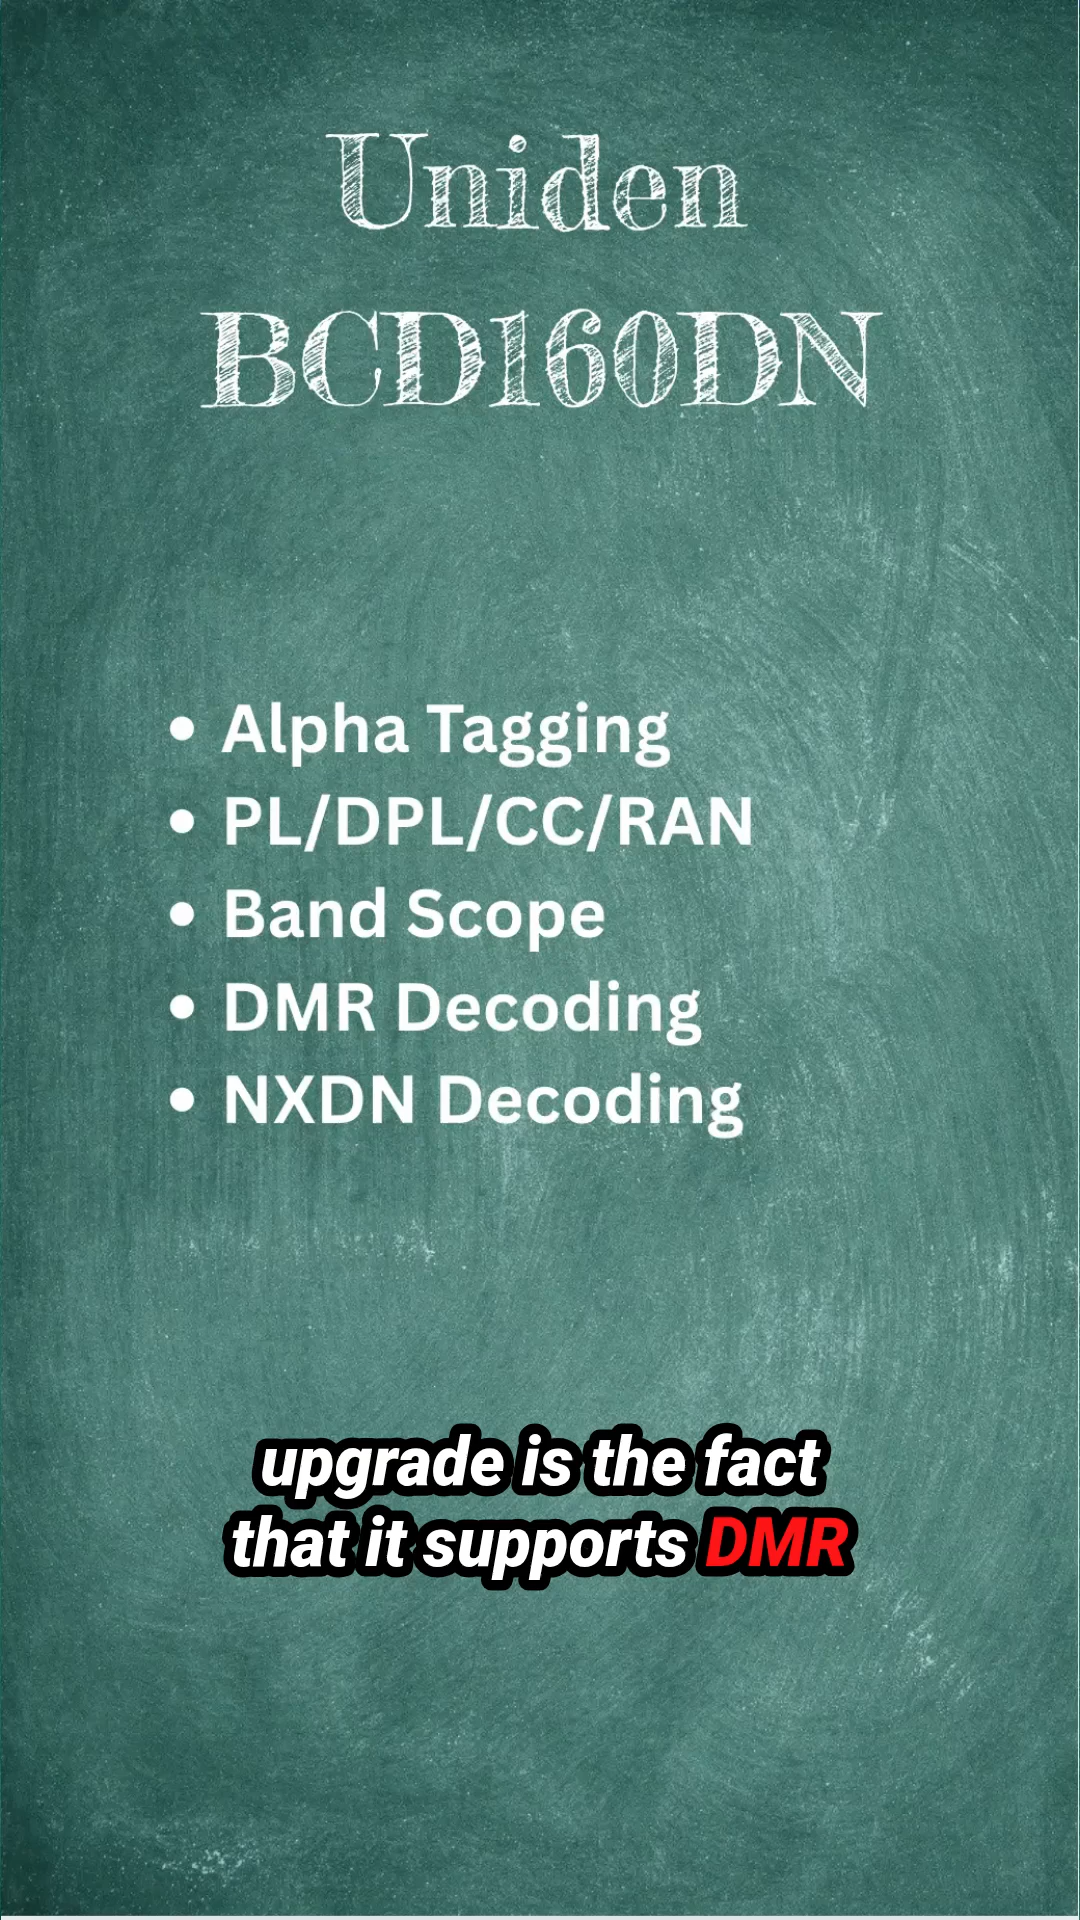 Uniden
BCD160DN
• Alpha Tagging
• PL/DPL/CC/RAN
• Band Scope
• DMR Decoding
• NXDN Decoding
upgrade is the fact
that it supports DMR